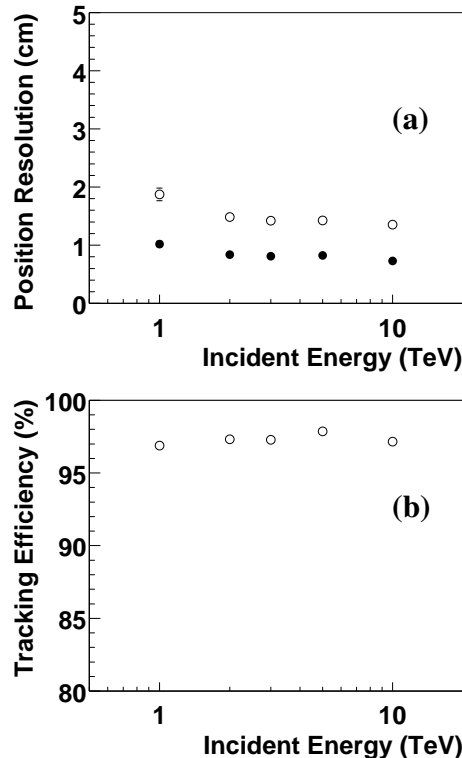 Position Resolution (cm)
5
4
3
2
1
0
(a)
1
10
Incident Energy (TeV)
Tracking Efficiency (%)
100
95
90
85
80
(b)
1
10
Incident Energy (TeV)